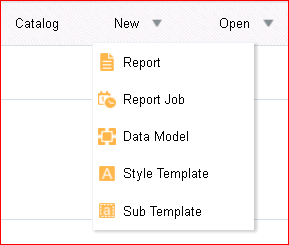 Catalog New Open
Report
Report Job
Data Model
A Style Template
a Sub Template